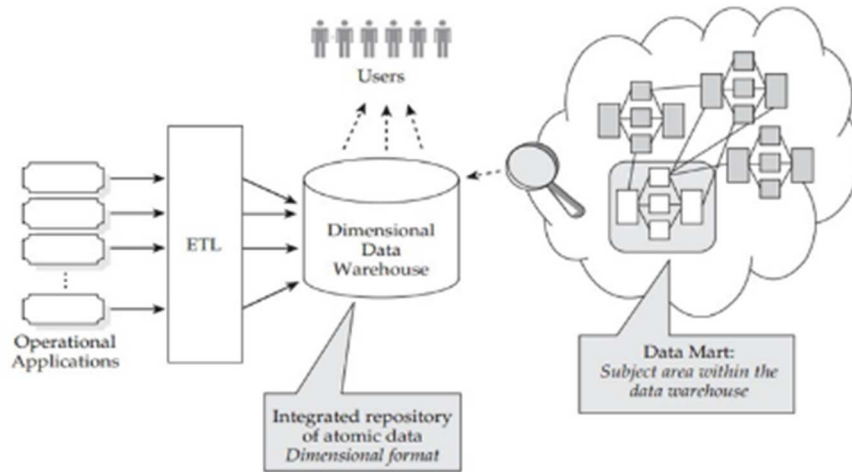 Users
ETL
Dimensional
Data
Warehouse
Operational
Applications
Integrated repository
of atomic data
Dimensional format
Data Mart:
Subject area within the
data warehouse